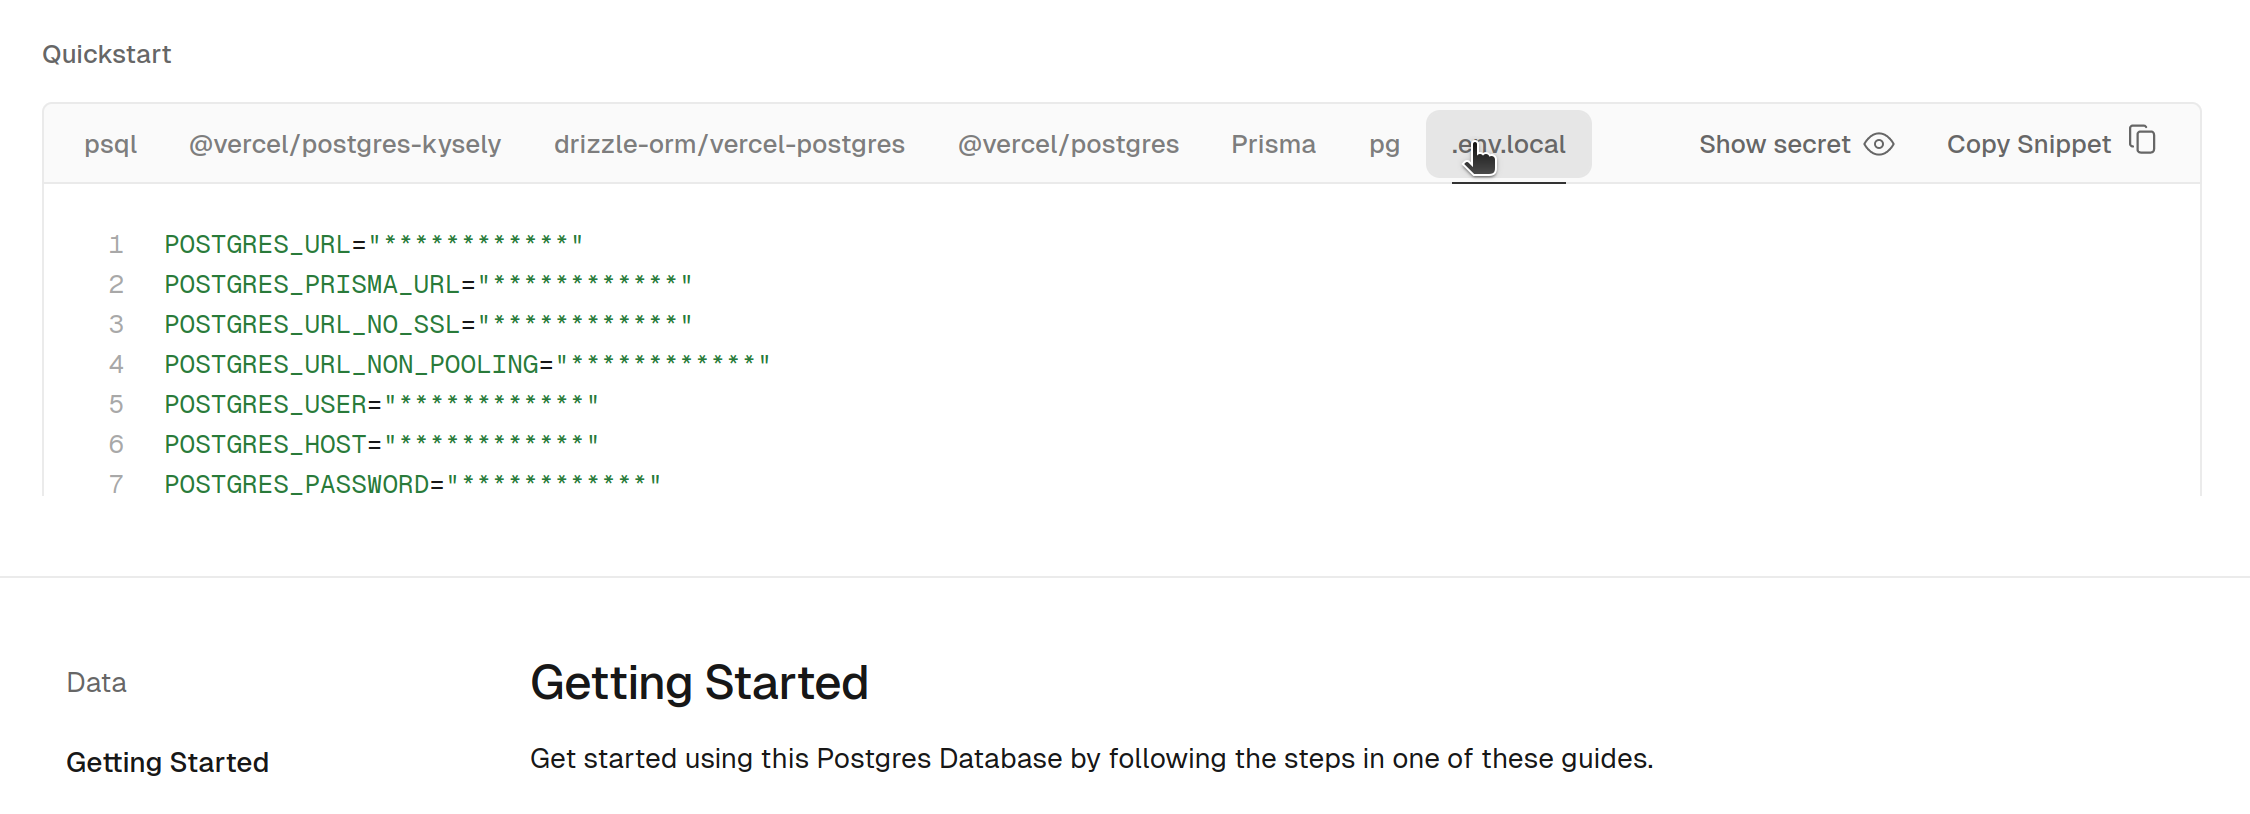 Quickstart
psql @vercel/postgres-kysely drizzle-orm/vercel-postgres @vercel/postgres Prisma pg .env.local Show secret Copy Snippet
1 POSTGRES_URL="************"
2 POSTGRES_PRISMA_URL="************"
3 POSTGRES_URL_NO_SSL="************"
4 POSTGRES_URL_NON_POOLING="************"
5 POSTGRES_USER="************"
6 POSTGRES_HOST="************"
7 POSTGRES_PASSWORD="************"
Data
Getting Started
Getting Started
Get started using this Postgres Database by following the steps in one of these guides.